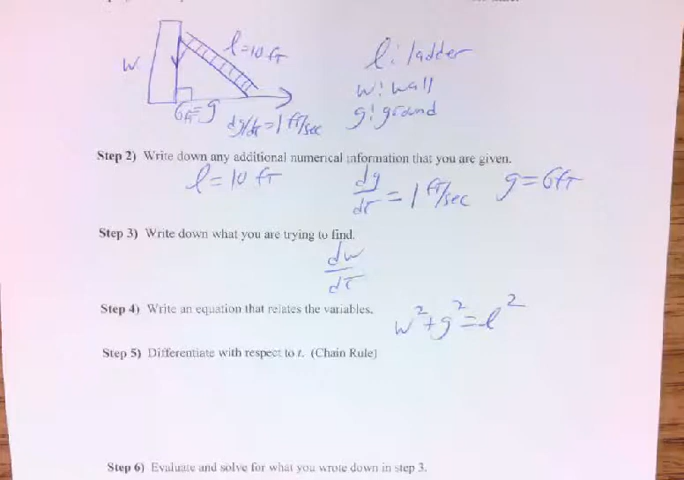 l=10 ft
w
6ft=g
dg/dt=1 ft/sec
l: ladder
w: wall
g: ground
Step 2) Write down any additional numerical information that you are given.
l=10 ft dg/dt=1 ft/sec g=6ft
Step 3) Write down what you are trying to find.
dw/dt
Step 4) Write an equation that relates the variables.
w²+g²=l²
Step 5) Differentiate with respect to t. (Chain Rule)
Step 6) Evaluate and solve for what you wrote down in step 3.